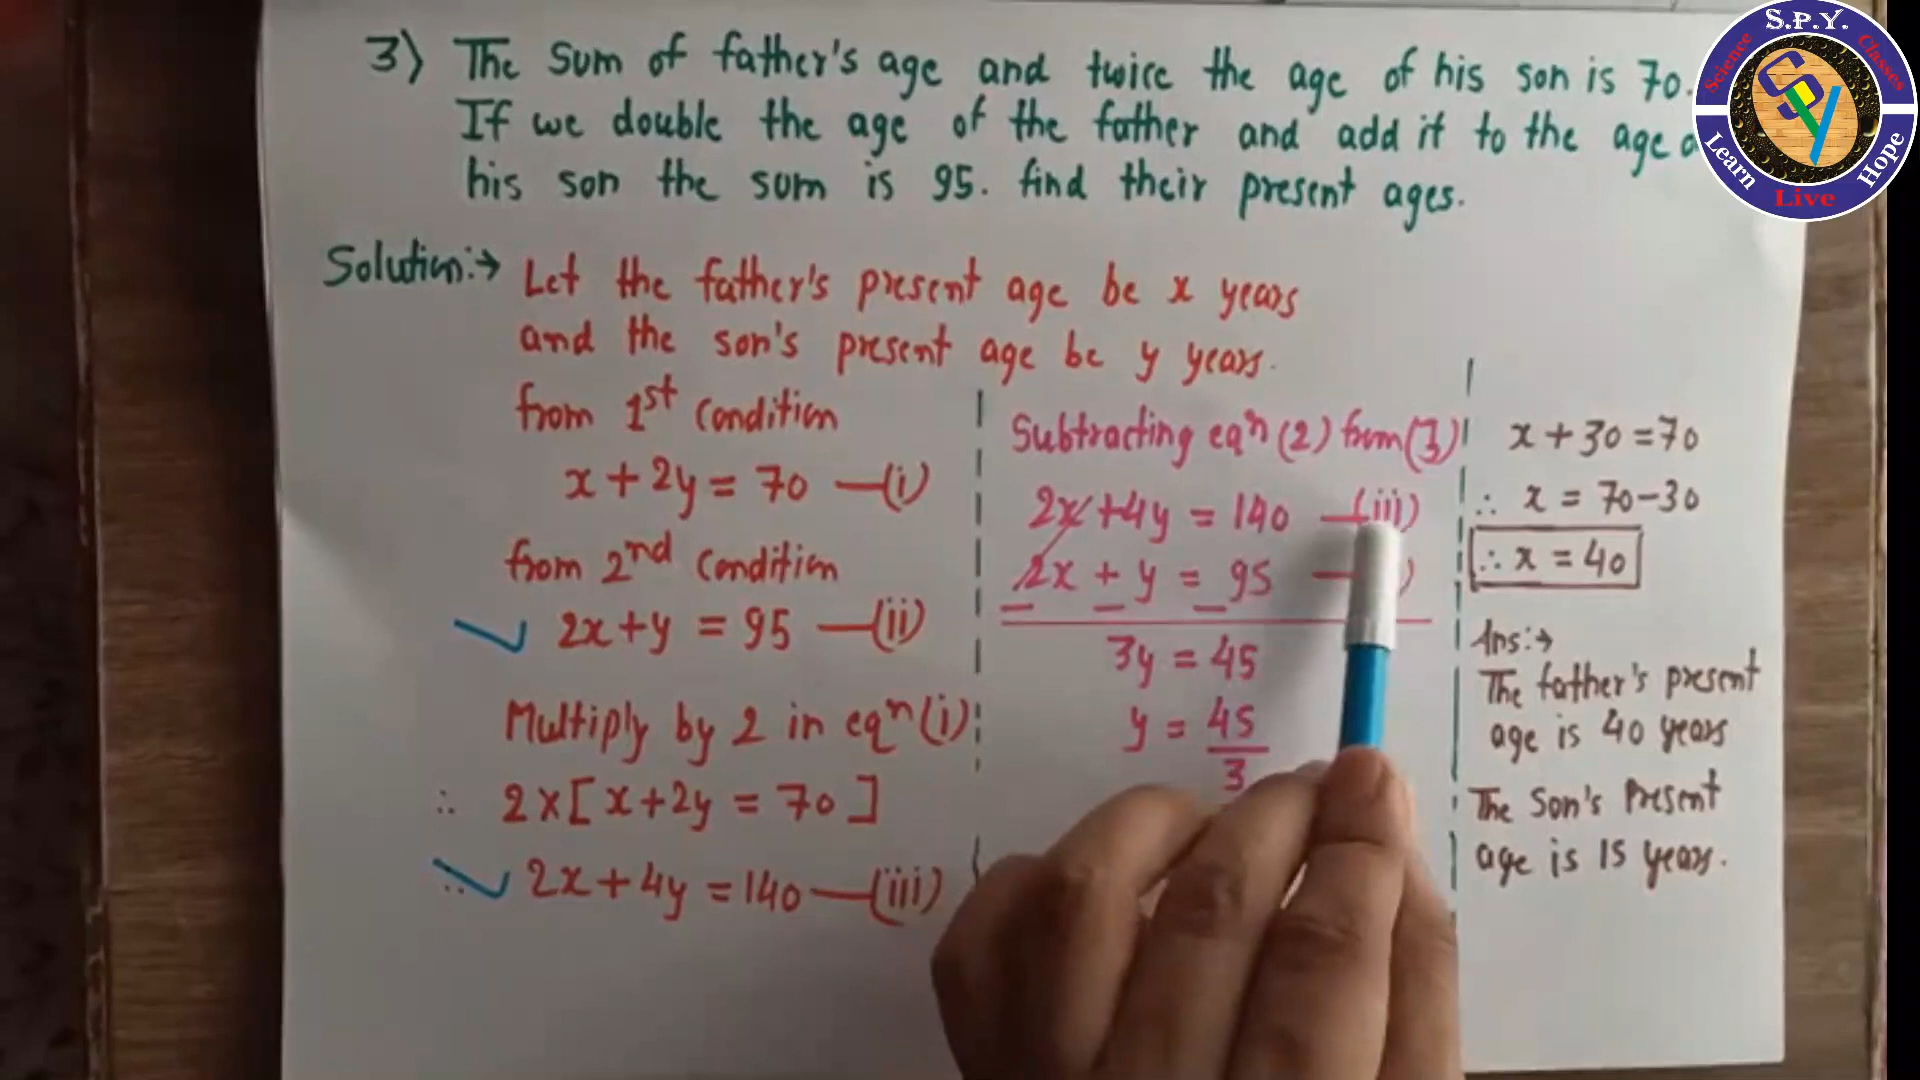 3) The sum of father's age and twice the age of his son is 70.
If we double the age of the father and add it to the age
his son the sum is 95. find their present ages.
Solution:→ Let the father's present age be x years
and the son's present age be y years.
from 1st condition
x + 2y = 70 —(i)
from 2nd condition
2x + y = 95 —(ii)
Multiply by 2 in eqn (i)
∴ 2 x [ x + 2y = 70 ]
∴ 2x + 4y = 140 —(iii)
Subtracting eqn (2) from (3)
2x + 4y = 140 —(iii)
2x + y = 95 —
3y = 45
y = 45
3
x + 30 = 70
∴ x = 70 - 30
∴ x = 40
Ans:→
The father's present
age is 40 years
The Son's Present
age is 15 years.
S.P.Y.
Science
Classes
SPY
Learn
Live
Hope